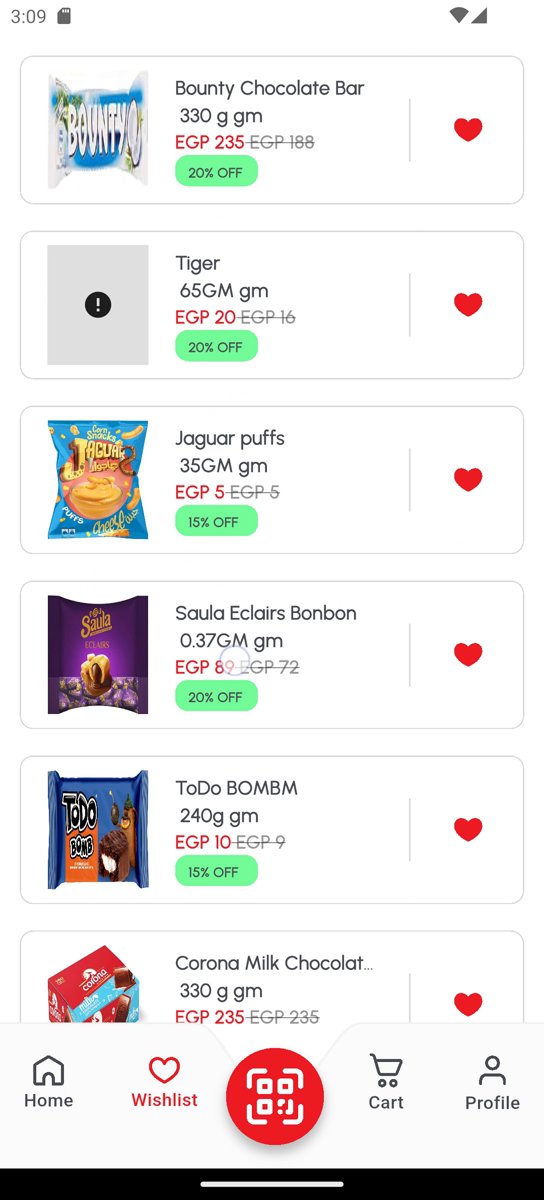 3:09
Bounty Chocolate Bar
330 g gm
EGP 235 EGP 188
20% OFF
BOUNTY
Tiger
65GM gm
EGP 20 EGP 16
20% OFF
Jaguar puffs
35GM gm
EGP 5 EGP 5
15% OFF
Corn
Snacks
JAGUAR
جاجوار
PUFFS
Cheese
Saula Eclairs Bonbon
0.37GM gm
EGP 89 EGP 72
20% OFF
Saula
ECLAIRS
ToDo BOMBM
240g gm
EGP 10 EGP 9
15% OFF
TODO
BOMB
Corona Milk Chocolat...
330 g gm
EGP 235 EGP 235
corona
milk
Home
Wishlist
Cart
Profile